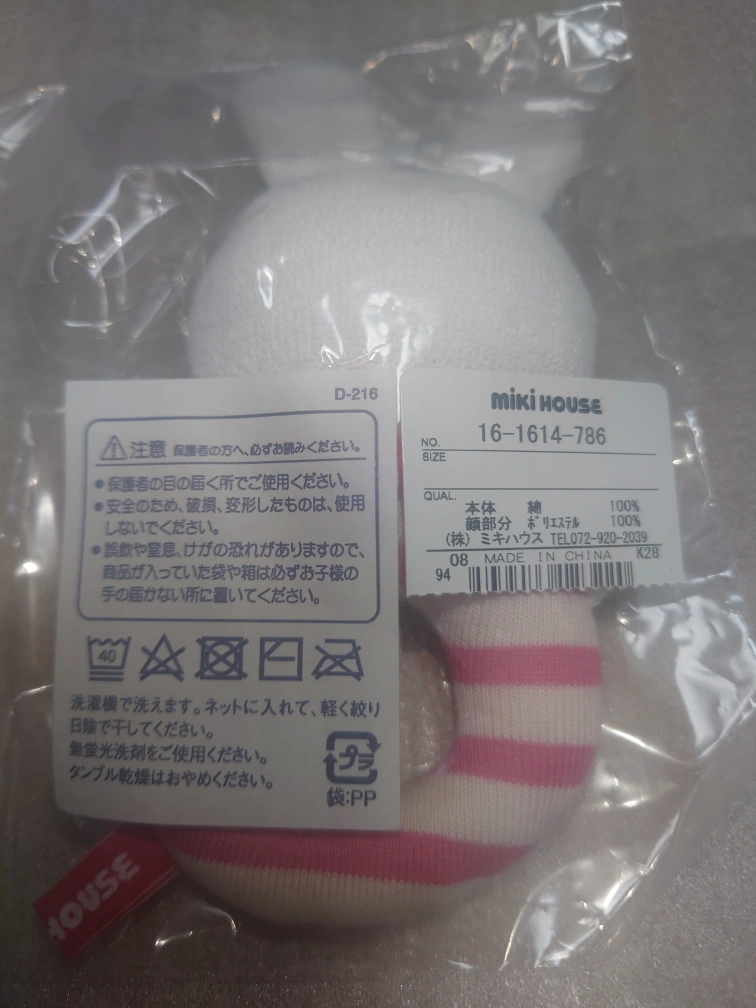 D-216
注意 保護者の方へ、必ずお読みください。
●保護者の目の届く所でご使用ください。
●安全のため、破損、変形したものは、使用
しないでください。
●誤飲や窒息、けがの恐れがありますので、
商品が入っていた袋や箱は必ずお子様の
手の届かない所に置いてください。
40
洗濯機で洗えます。ネットに入れて、軽く絞り
日陰で干してください。
無蛍光洗剤をご使用ください。
タンブル乾燥はおやめください。
プラ
袋:PP
miki HOUSE
NO. 16-1614-786
SIZE
QUAL.
本体 綿 100%
顔部分 ポリエステル 100%
(株) ミキハウス TEL072-920-2039
08 MADE IN CHINA K28
94
HOUSE